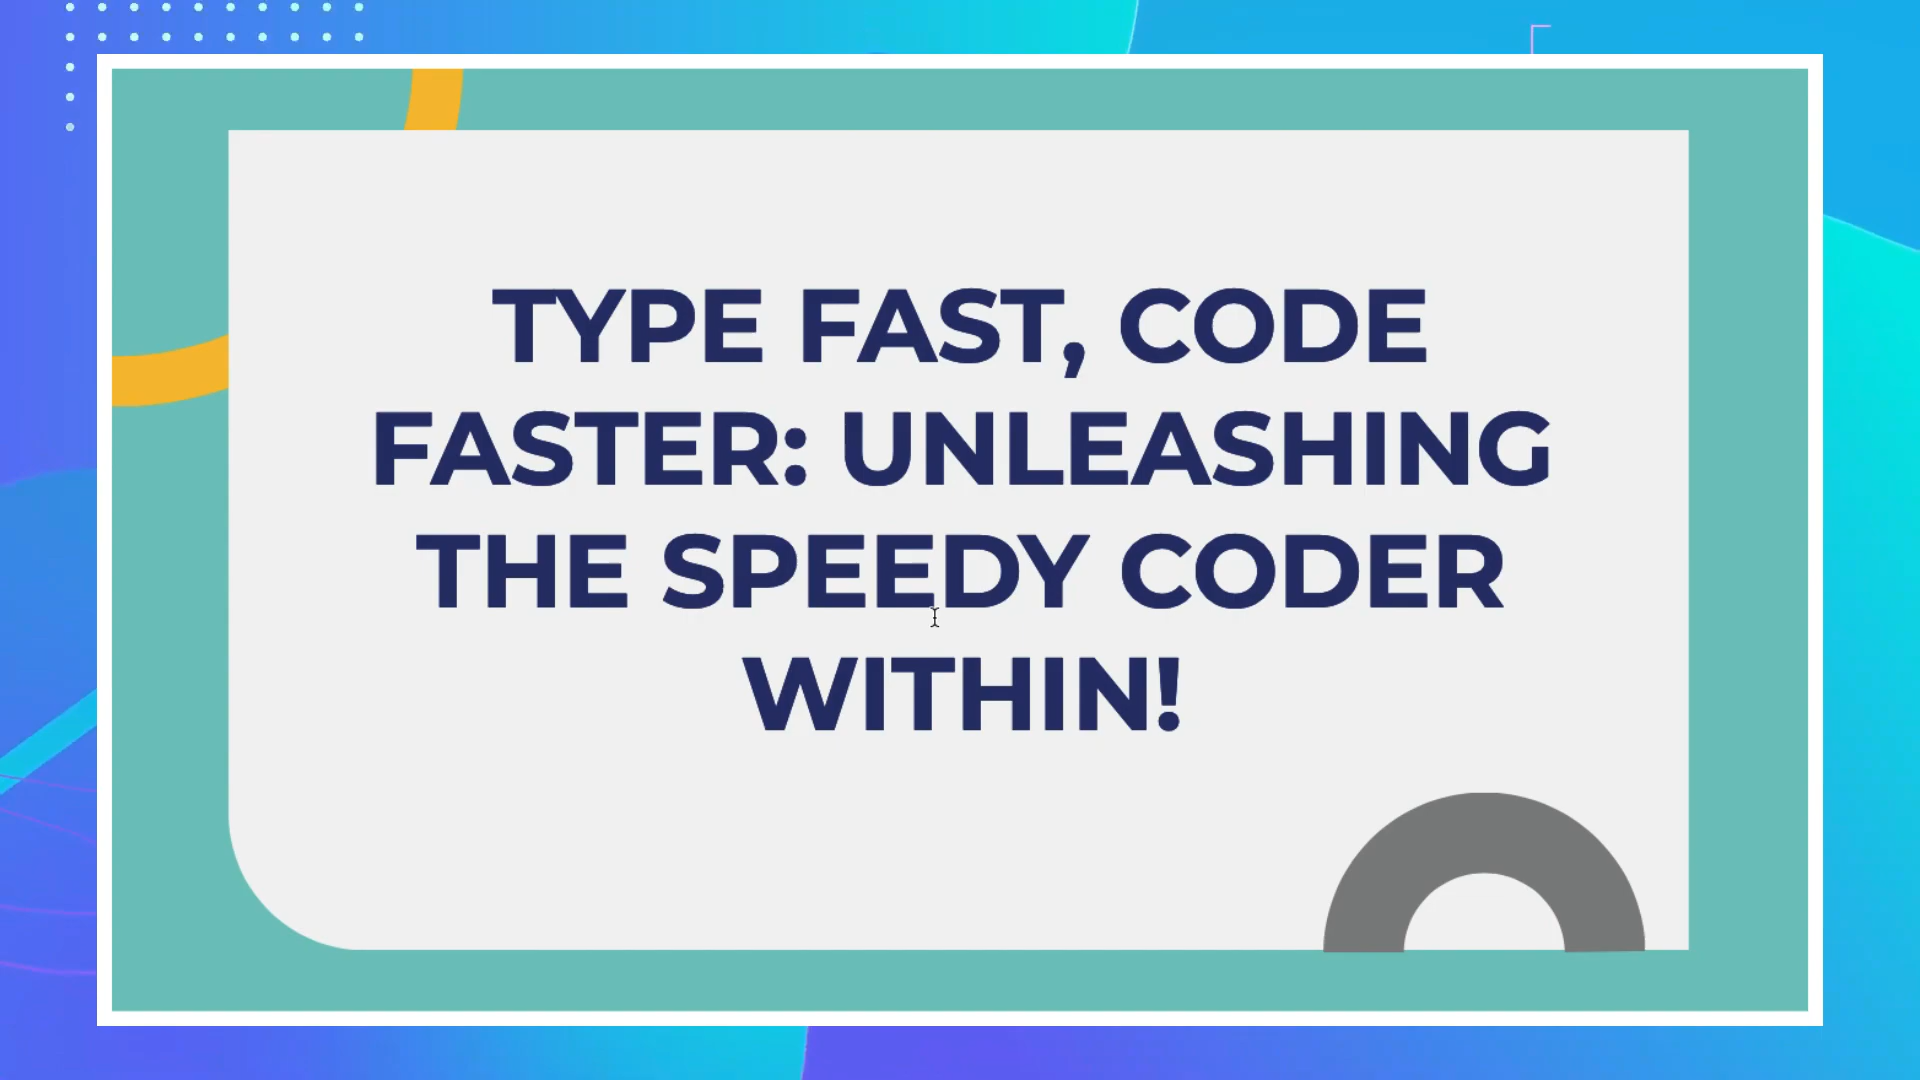 TYPE FAST, CODE
FASTER: UNLEASHING
THE SPEEDY CODER
WITHIN!